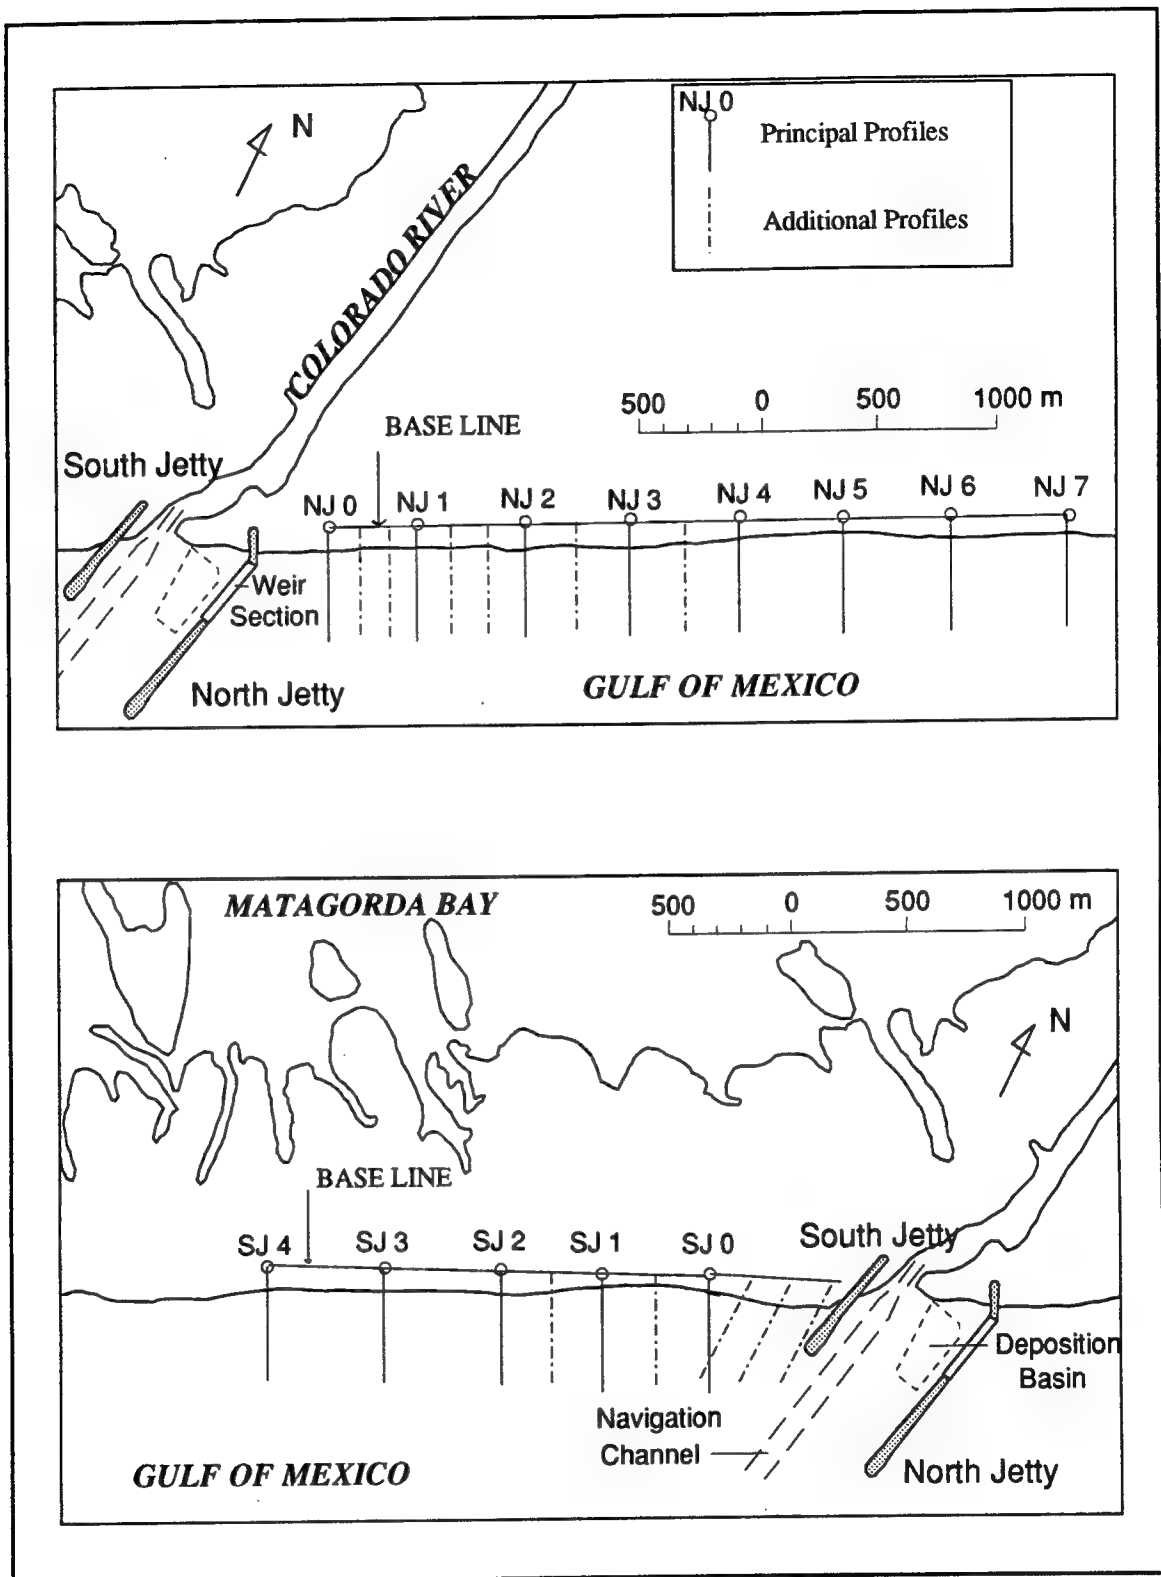 NJ 0
Principal Profiles
Additional Profiles
N
COLORADO RIVER
500 0 500 1000 m
BASE LINE
South Jetty
NJ 0 NJ 1 NJ 2 NJ 3 NJ 4 NJ 5 NJ 6 NJ 7
Weir
Section
North Jetty
GULF OF MEXICO
MATAGORDA BAY
500 0 500 1000 m
N
BASE LINE
South Jetty
SJ 4 SJ 3 SJ 2 SJ 1 SJ 0
Deposition
Basin
Navigation
Channel
GULF OF MEXICO
North Jetty